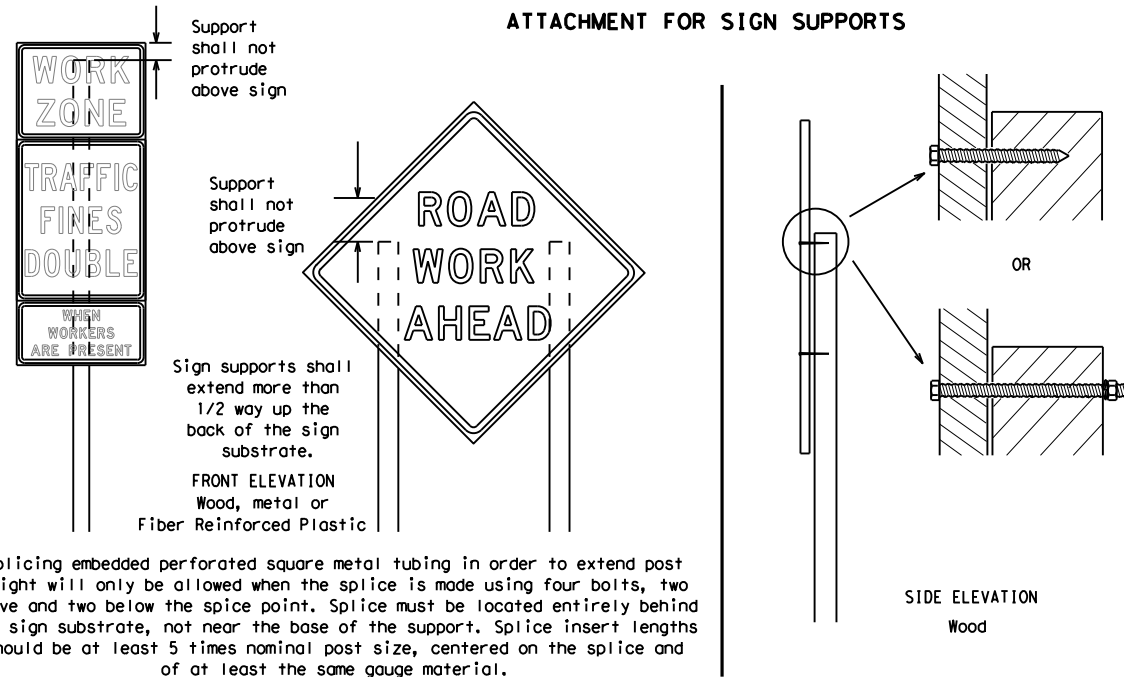 ATTACHMENT FOR SIGN SUPPORTS
Support
shall not
protrude
above sign
WORK
ZONE
TRAFFIC
FINES
DOUBLE
WHEN
WORKERS
ARE PRESENT
Support
shall not
protrude
above sign
ROAD
WORK
AHEAD
Sign supports shall
extend more than
1/2 way up the
back of the sign
substrate.
FRONT ELEVATION
Wood, metal or
Fiber Reinforced Plastic
OR
SIDE ELEVATION
Wood
plicing embedded perforated square metal tubing in order to extend post
ight will only be allowed when the splice is made using four bolts, two
ve and two below the spice point. Splice must be located entirely behind
sign substrate, not near the base of the support. Splice insert lengths
hould be at least 5 times nominal post size, centered on the splice and
of at least the same gauge material.